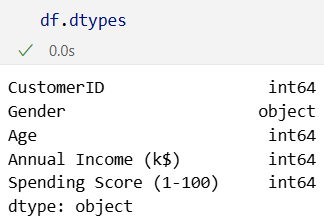 df.dtypes
0.0s
CustomerID int64
Gender object
Age int64
Annual Income (k$) int64
Spending Score (1-100) int64
dtype: object